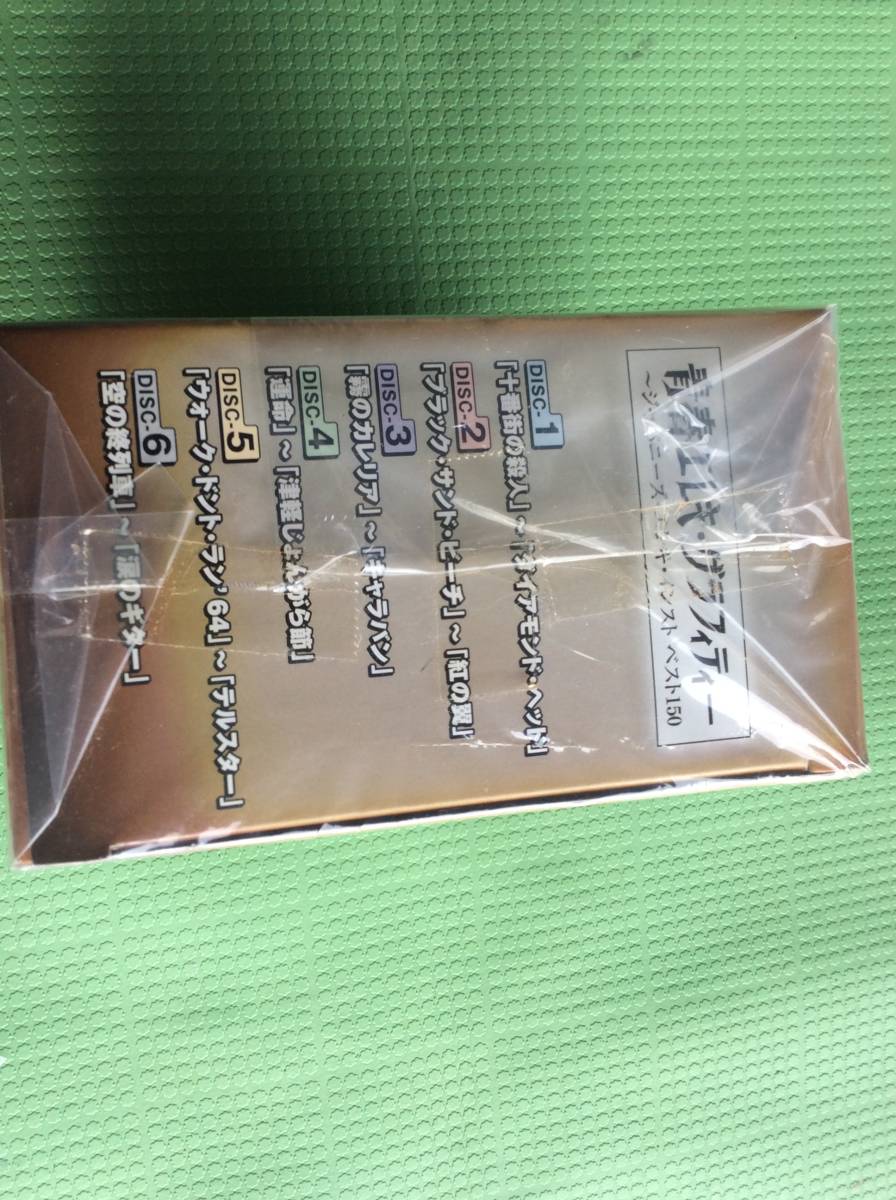 青春エレキ・グラフィティー
～ジャパニーズ・エレキ・インスト ベスト150
DISC-1
「十番街の殺人」～「ダイアモンド・ヘッド」
DISC-2
「ブラック・サンド・ビーチ」～「紅の翼」
DISC-3
「霧のカレリア」～「キャラバン」
DISC-4
「運命」～「津軽じょんから節」
DISC-5
「ウォーク・ドント・ラン'64」～「テルスター」
DISC-6
「空の終列車」～「涙のギター」